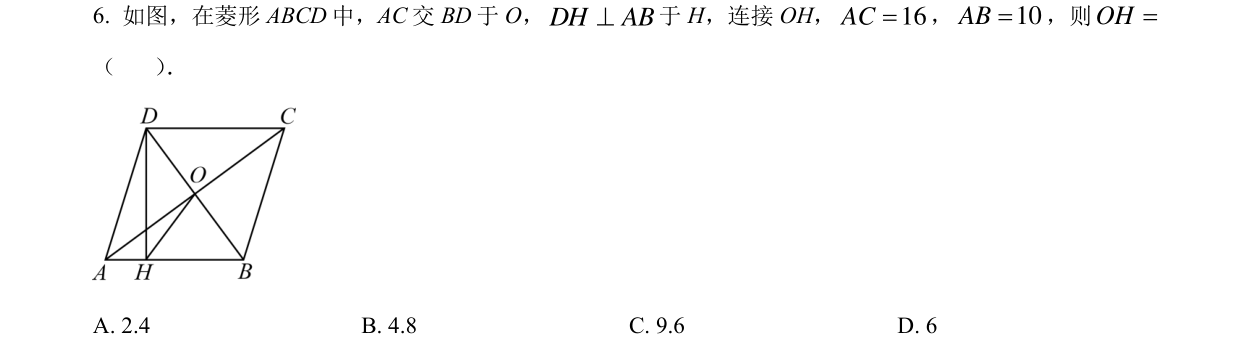 6. 如图，在菱形 ABCD 中，AC 交 BD 于 O，DH ⊥ AB 于 H，连接 OH，AC = 16，AB = 10，则 OH =
（　　）.
D
C
O
A
H
B
A. 2.4 B. 4.8 C. 9.6 D. 6